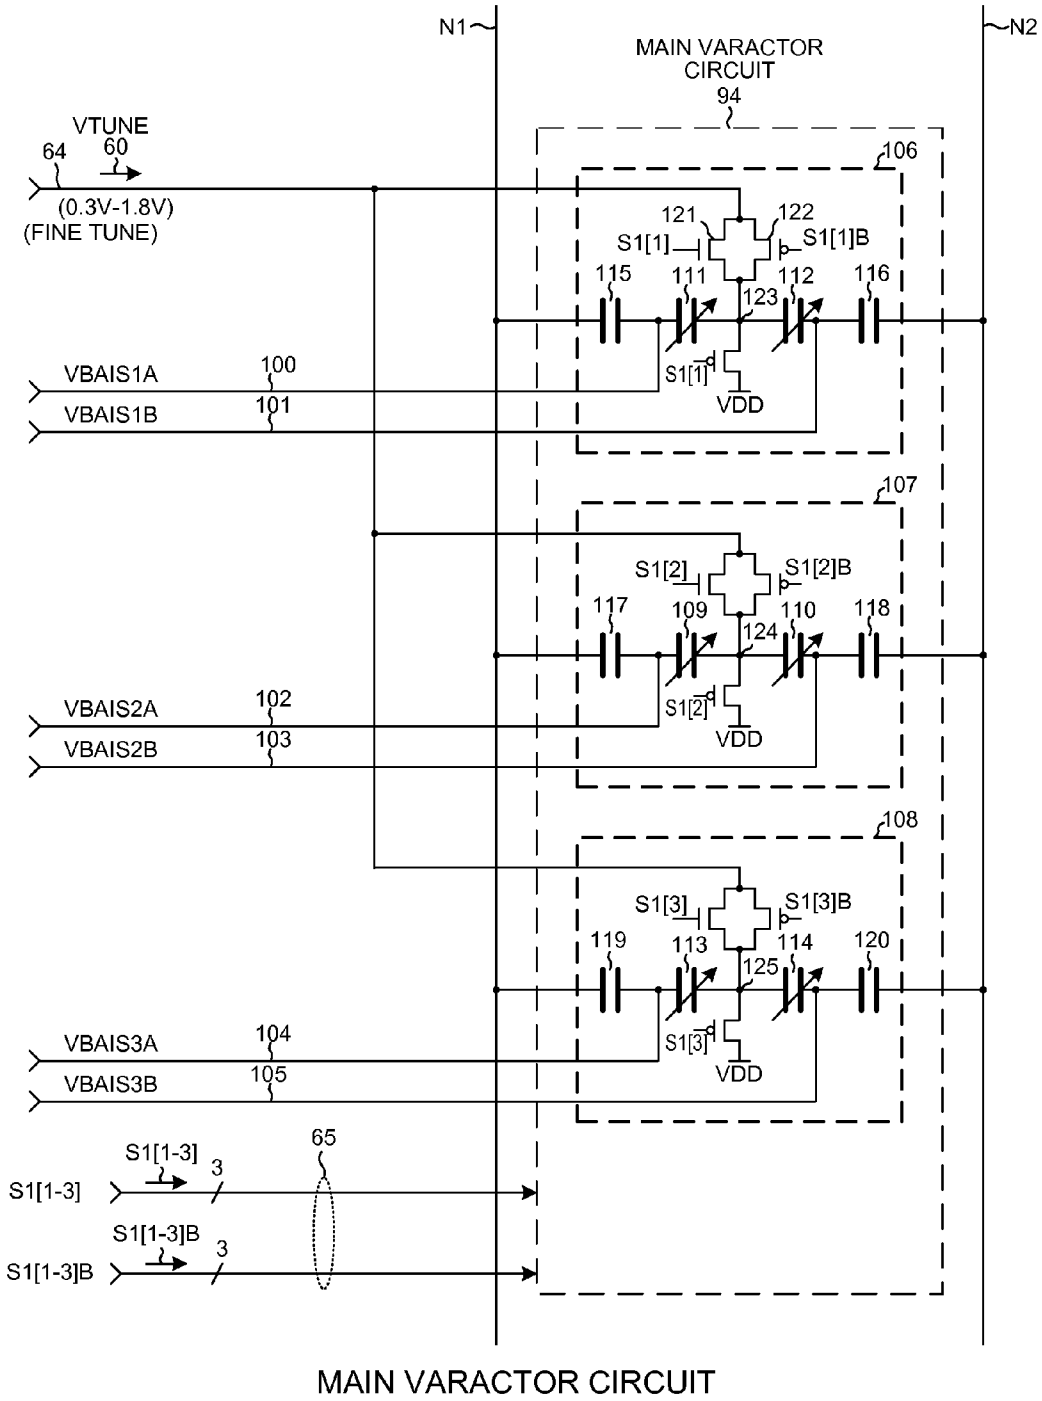 N1
N2
MAIN VARACTOR
CIRCUIT
94
VTUNE
64
60
(0.3V-1.8V)
(FINE TUNE)
106
121
122
S1[1]
S1[1]B
115
111
112
116
123
S1[1]
VDD
VBAIS1A
100
VBAIS1B
101
107
S1[2]
S1[2]B
117
109
110
118
124
S1[2]
VDD
VBAIS2A
102
VBAIS2B
103
108
S1[3]
S1[3]B
119
113
114
120
125
S1[3]
VDD
VBAIS3A
104
VBAIS3B
105
65
S1[1-3]
3
S1[1-3]
S1[1-3]B
3
S1[1-3]B
MAIN VARACTOR CIRCUIT